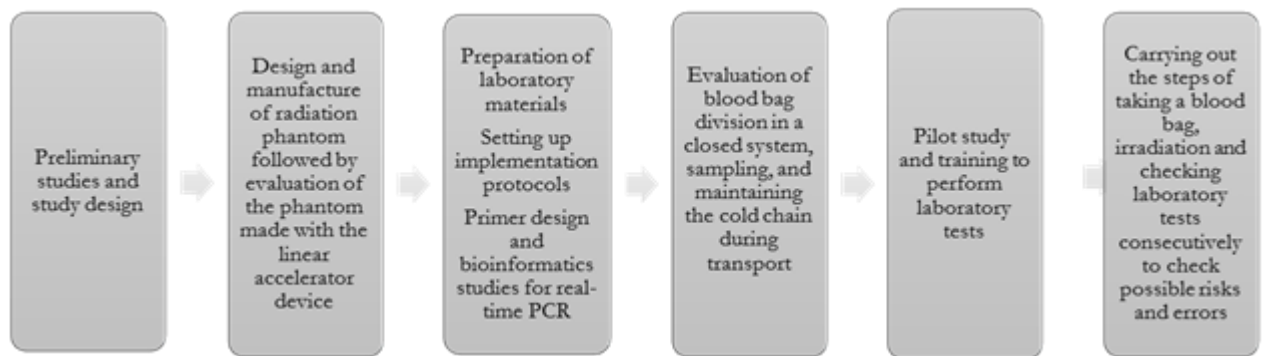 Preliminary
studies and
study design
Design and
manufacture
of radiation
phantom
followed by
evaluation of
the phantom
made with the
linear
accelerator
device
Preparation of
laboratory
materials
Setting up
implementation
protocols
Primer design
and
bioinformatics
studies for real-
time PCR
Evaluation of
blood bag
division in a
closed system,
sampling, and
maintaining
the cold chain
during
transport
Pilot study
and training to
perform
laboratory
tests
Carrying out
the steps of
taking a blood
bag,
irradiation and
checking
laboratory
tests
consecutively
to check
possible risks
and errors